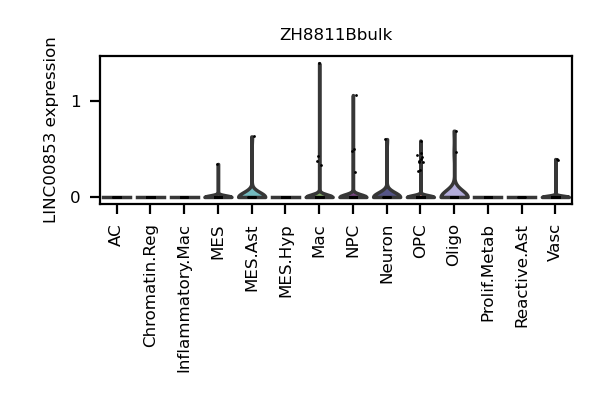 ZH8811Bbulk
LINC00853 expression
1
0
AC
Chromatin.Reg
Inflammatory.Mac
MES
MES.Ast
MES.Hyp
Mac
NPC
Neuron
OPC
Oligo
Prolif.Metab
Reactive.Ast
Vasc